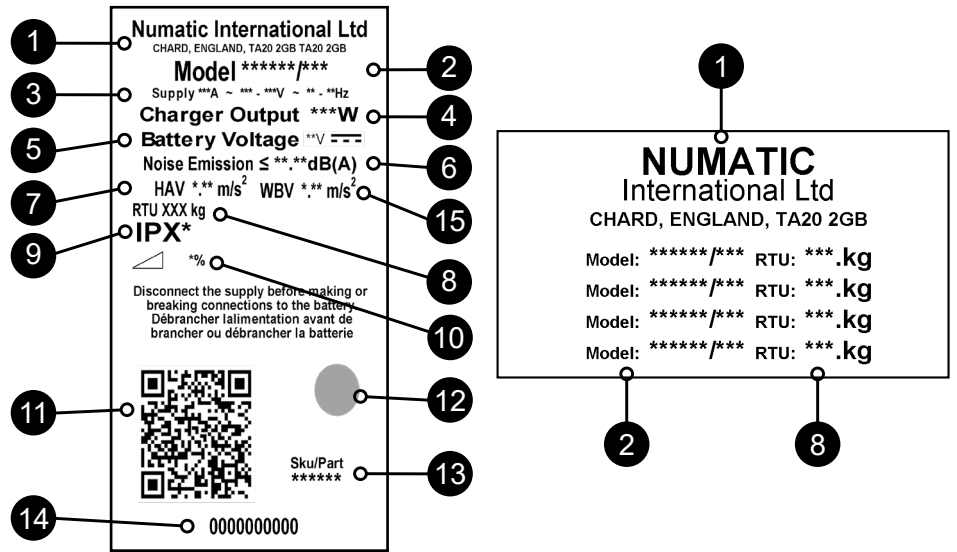 1
Numatic International Ltd
CHARD, ENGLAND, TA20 2GB TA20 2GB
Model ******/***
2
3
Supply ***A ~ *** - ***V ~ ** - **Hz
Charger Output ***W
4
5
Battery Voltage **V
Noise Emission ≤ **.**dB(A)
6
7
HAV *.** m/s² WBV *.** m/s²
15
RTU XXX kg
8
9
IPX*
*%
10
Disconnect the supply before making or
breaking connections to the battery
Débrancher lalimentation avant de
brancher ou débrancher la batterie
11
12
Sku/Part
******
13
14
0000000000
1
NUMATIC
International Ltd
CHARD, ENGLAND, TA20 2GB
Model: ******/*** RTU: ***.kg
Model: ******/*** RTU: ***.kg
Model: ******/*** RTU: ***.kg
Model: ******/*** RTU: ***.kg
2
8